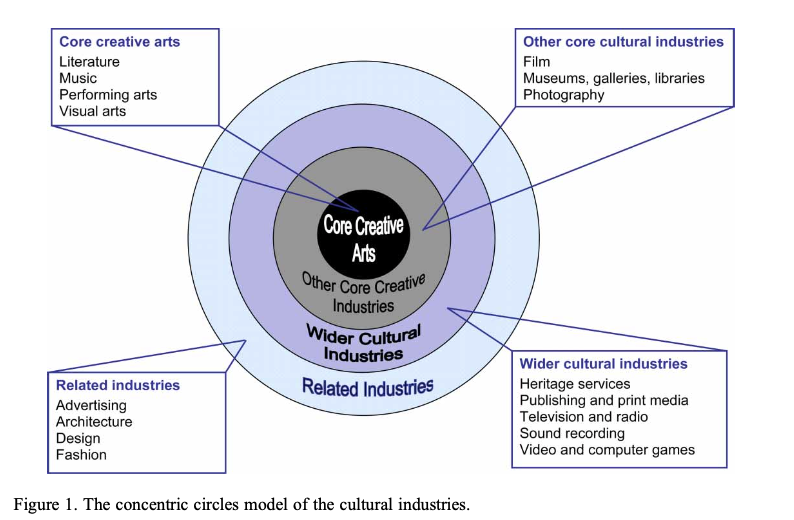 Core creative arts
Literature
Music
Performing arts
Visual arts
Other core cultural industries
Film
Museums, galleries, libraries
Photography
Core Creative
Arts
Other Core Creative
Industries
Wider Cultural
Industries
Related Industries
Related industries
Advertising
Architecture
Design
Fashion
Wider cultural industries
Heritage services
Publishing and print media
Television and radio
Sound recording
Video and computer games
Figure 1. The concentric circles model of the cultural industries.